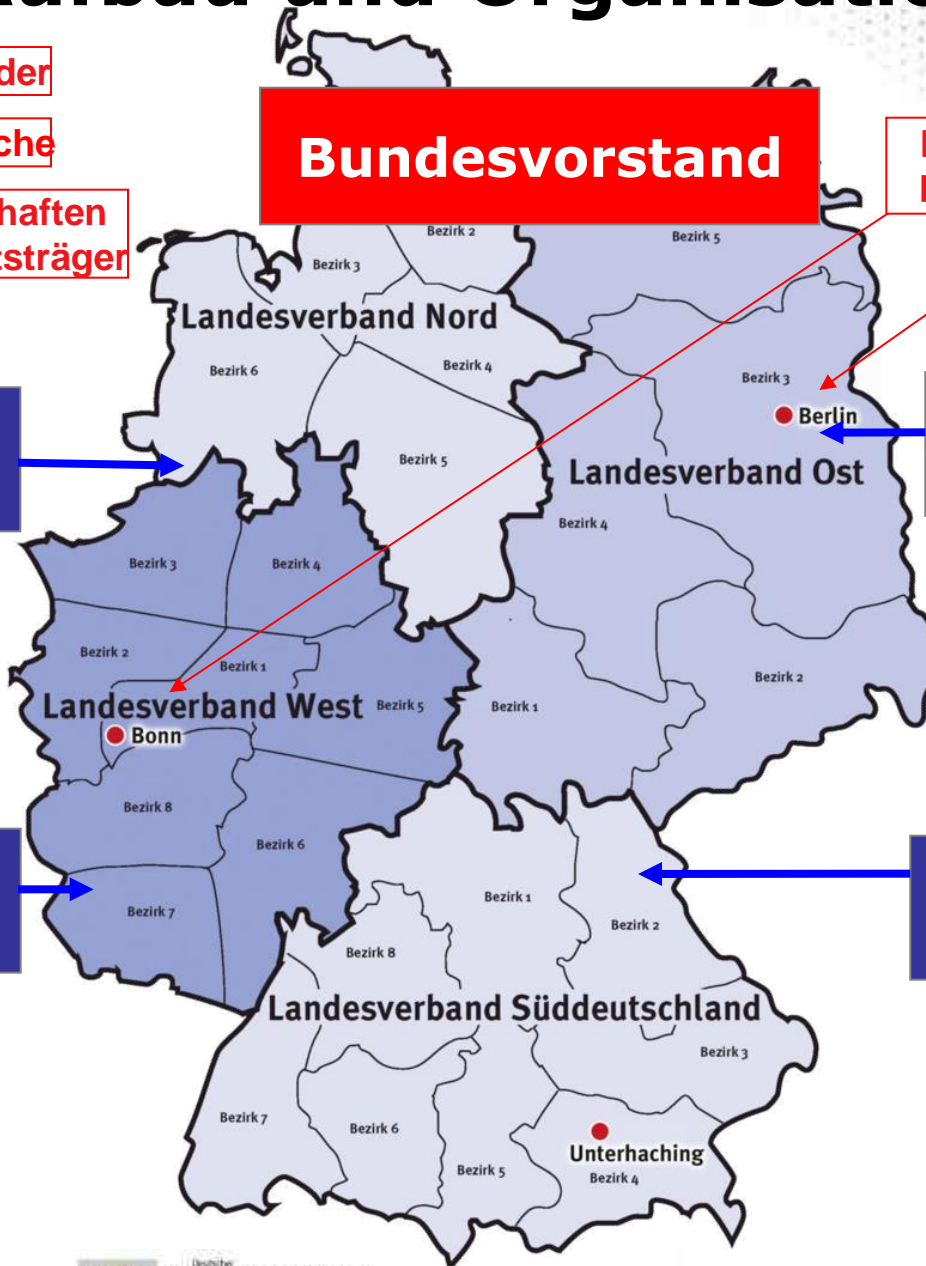 der
che
Bundesvorstand
haften
tsträger
Bezirk 2
Bezirk 5
Bezirk 3
Landesverband Nord
Bezirk 6
Bezirk 4
Bezirk 3
Berlin
Bezirk 5
Landesverband Ost
Bezirk 4
Bezirk 3
Bezirk 4
Bezirk 2
Bezirk 1
Bezirk 2
Landesverband West
Bezirk 5
Bezirk 1
Bonn
Bezirk 8
Bezirk 6
Bezirk 1
Bezirk 7
Bezirk 2
Bezirk 8
Landesverband Süddeutschland
Bezirk 3
Bezirk 7
Bezirk 6
Unterhaching
Bezirk 5
Bezirk 4